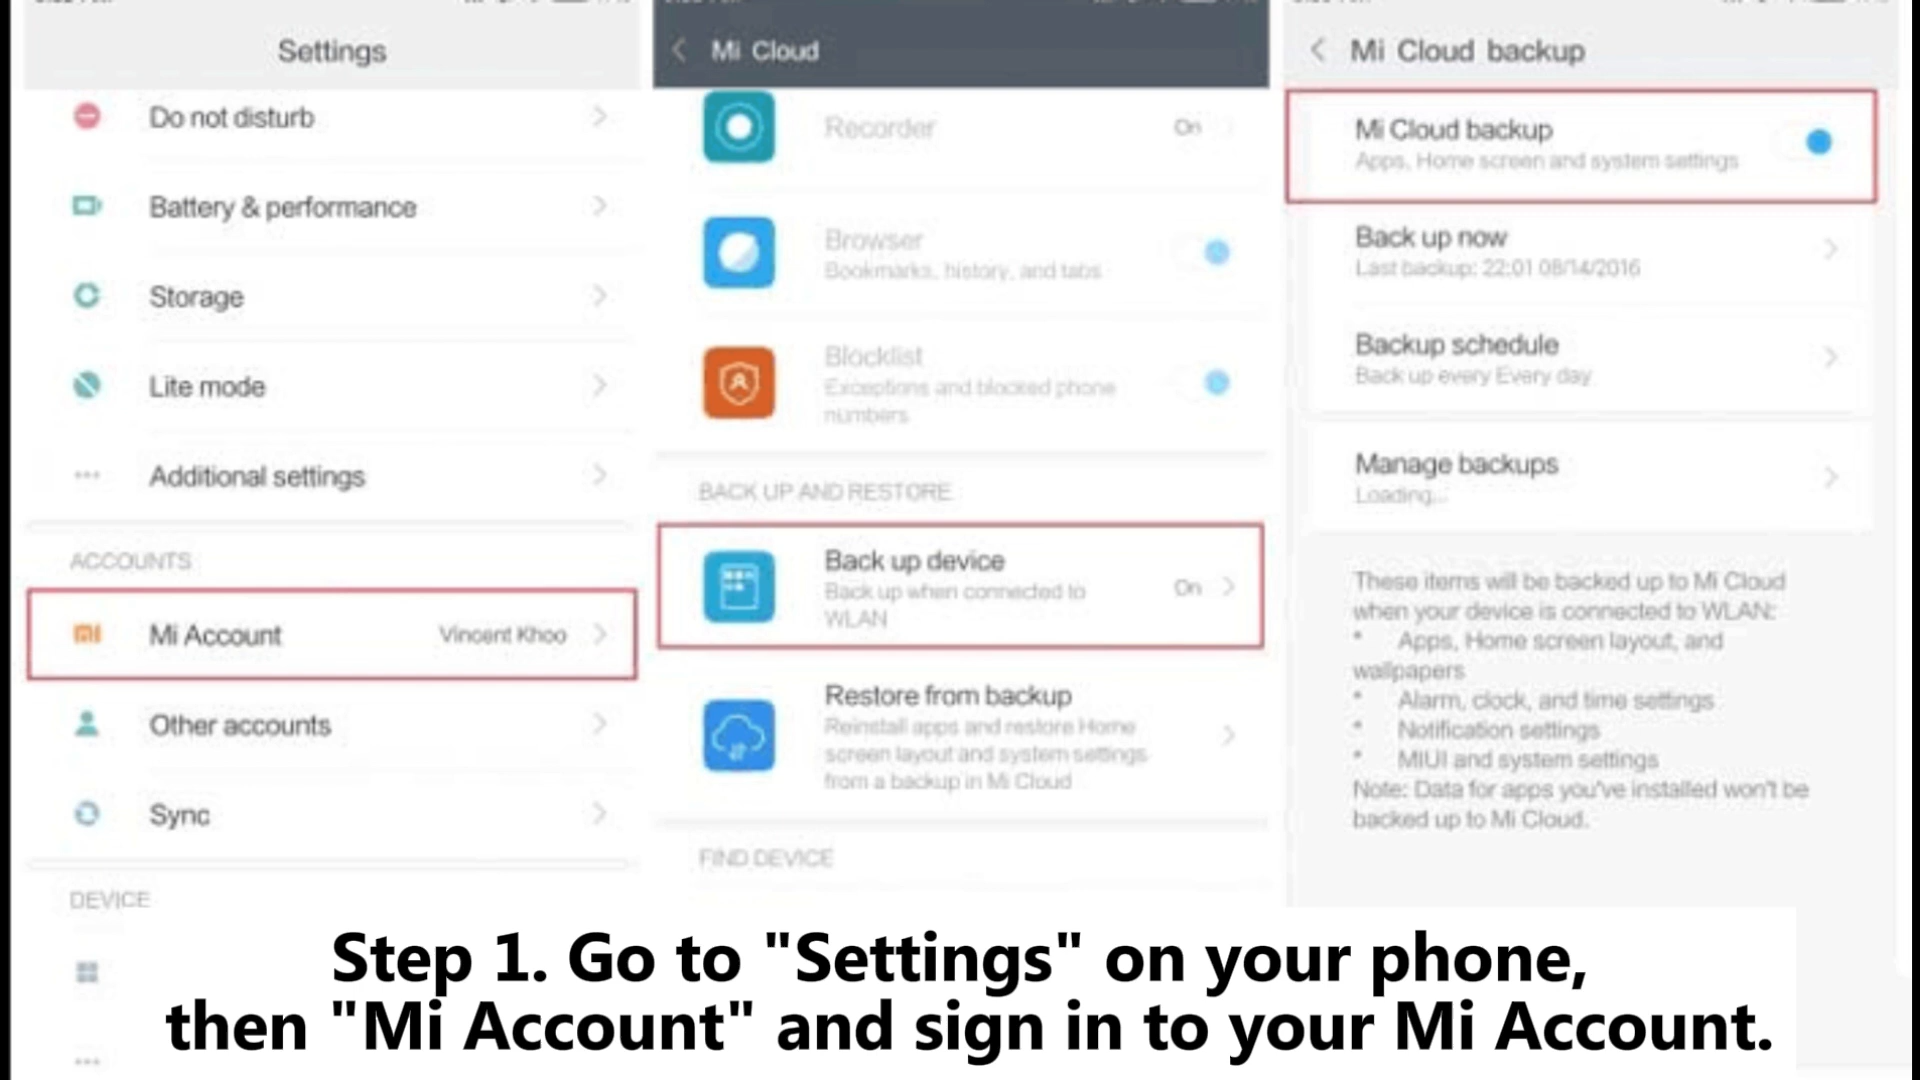 Settings
Do not disturb
Battery & performance
Storage
Lite mode
Additional settings
ACCOUNTS
Mi Account Vincent Khoo
Other accounts
Sync
DEVICE
Mi Cloud
Recorder On
Browser
Bookmarks, history, and tabs
Blocklist
Exceptions and blocked phone
numbers
BACK UP AND RESTORE
Back up device
Back up when connected to
WLAN
On
Restore from backup
Reinstall apps and restore Home
screen layout and system settings
from a backup in Mi Cloud
FIND DEVICE
Mi Cloud backup
Mi Cloud backup
Apps, Home screen and system settings
Back up now
Last backup: 22:01 08/14/2016
Backup schedule
Back up every Every day
Manage backups
Loading...
These items will be backed up to Mi Cloud
when your device is connected to WLAN:
* Apps, Home screen layout, and
wallpapers
* Alarm, clock, and time settings
* Notification settings
* MIUI and system settings
Note: Data for apps you've installed won't be
backed up to Mi Cloud.
Step 1. Go to "Settings" on your phone,
then "Mi Account" and sign in to your Mi Account.